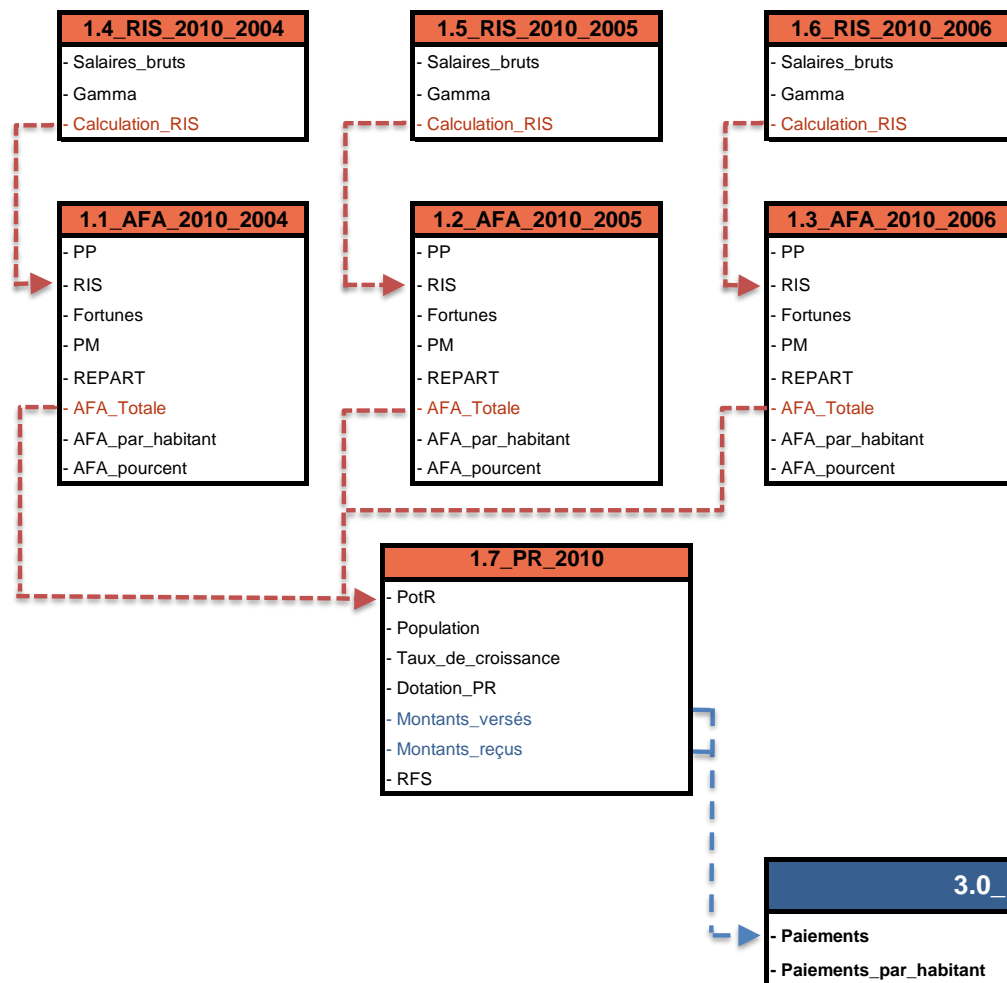 1.4_RIS_2010_2004
- Salaires_bruts
- Gamma
- Calculation_RIS
1.5_RIS_2010_2005
- Salaires_bruts
- Gamma
- Calculation_RIS
1.6_RIS_2010_2006
- Salaires_bruts
- Gamma
- Calculation_RIS
1.1_AFA_2010_2004
- PP
- RIS
- Fortunes
- PM
- REPART
- AFA_Totale
- AFA_par_habitant
- AFA_pourcent
1.2_AFA_2010_2005
- PP
- RIS
- Fortunes
- PM
- REPART
- AFA_Totale
- AFA_par_habitant
- AFA_pourcent
1.3_AFA_2010_2006
- PP
- RIS
- Fortunes
- PM
- REPART
- AFA_Totale
- AFA_par_habitant
- AFA_pourcent
1.7_PR_2010
- PotR
- Population
- Taux_de_croissance
- Dotation_PR
- Montants_versés
- Montants_reçus
- RFS
3.0_
- Paiements
- Paiements_par_habitant